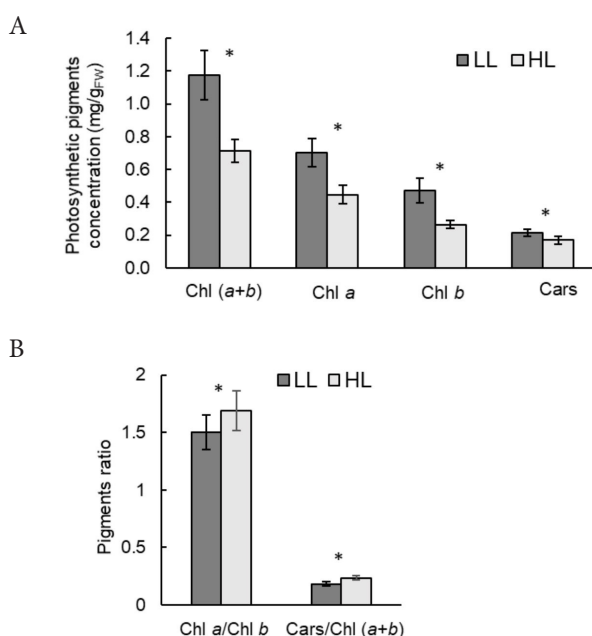 A
Photosynthetic pigments
concentration (mg/gFW)
1.4
1.2
1.0
0.8
0.6
0.4
0.2
0.0
LL HL
*
*
*
*
Chl (a+b) Chl a Chl b Cars
B
Pigments ratio
2
1.5
1
0.5
0
LL HL
*
*
Chl a/Chl b Cars/Chl (a+b)